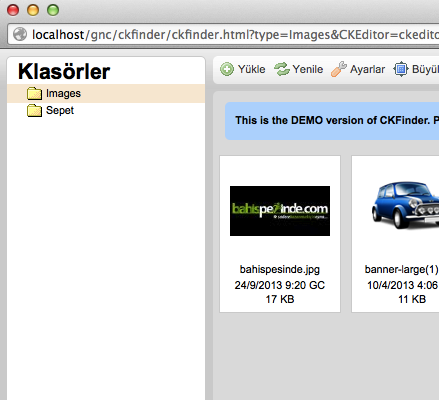 localhost/gnc/ckfinder/ckfinder.html?type=Images&CKEditor=ckedito
Klasörler
Images
Sepet
Yükle Yenile Ayarlar Büyül
This is the DEMO version of CKFinder. P
bahispesinde.com
bahispesinde.jpg
24/9/2013 9:20 GC
17 KB
banner-large(1)
10/4/2013 4:06
11 KB